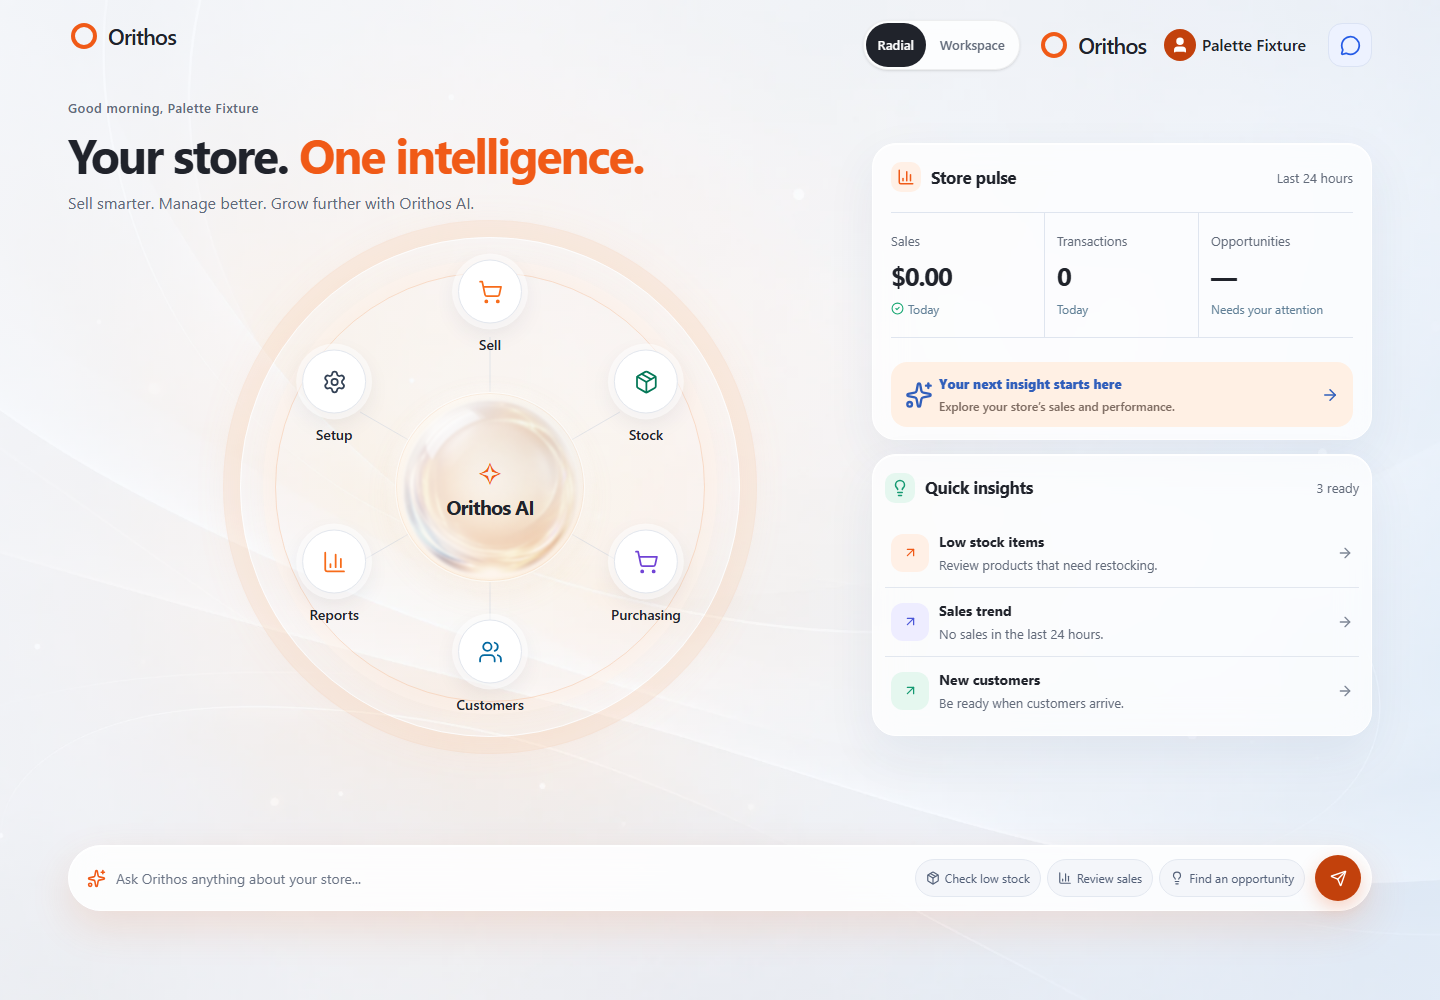 Orithos
Radial
Workspace
Orithos
Palette Fixture
Good morning, Palette Fixture
Your store. One intelligence.
Sell smarter. Manage better. Grow further with Orithos AI.
Sell
Setup
Stock
Orithos AI
Reports
Purchasing
Customers
Store pulse
Last 24 hours
Sales
$0.00
Today
Transactions
0
Today
Opportunities
—
Needs your attention
Your next insight starts here
Explore your store’s sales and performance.
Quick insights
3 ready
Low stock items
Review products that need restocking.
Sales trend
No sales in the last 24 hours.
New customers
Be ready when customers arrive.
Ask Orithos anything about your store...
Check low stock
Review sales
Find an opportunity